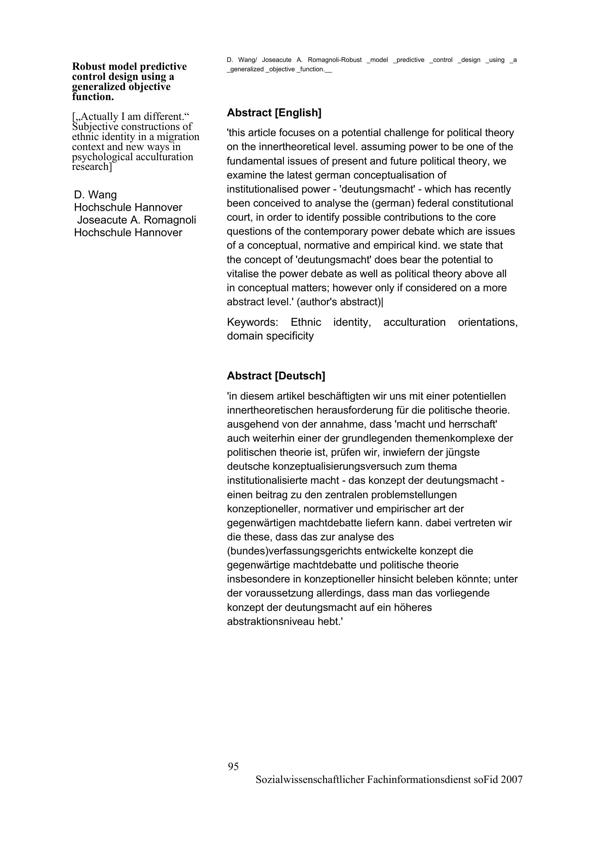 Robust model predictive
control design using a
generalized objective
function.
[„Actually I am different.“
Subjective constructions of
ethnic identity in a migration
context and new ways in
psychological acculturation
research]
D. Wang
Hochschule Hannover
Joseacute A. Romagnoli
Hochschule Hannover
D. Wang/ Joseacute A. Romagnoli-Robust _model _predictive _control _design _using _a
_generalized _objective _function.__
Abstract [English]
'this article focuses on a potential challenge for political theory
on the innertheoretical level. assuming power to be one of the
fundamental issues of present and future political theory, we
examine the latest german conceptualisation of
institutionalised power - 'deutungsmacht' - which has recently
been conceived to analyse the (german) federal constitutional
court, in order to identify possible contributions to the core
questions of the contemporary power debate which are issues
of a conceptual, normative and empirical kind. we state that
the concept of 'deutungsmacht' does bear the potential to
vitalise the power debate as well as political theory above all
in conceptual matters; however only if considered on a more
abstract level.' (author's abstract)|
Keywords: Ethnic identity, acculturation orientations,
domain specificity
Abstract [Deutsch]
'in diesem artikel beschäftigten wir uns mit einer potentiellen
innertheoretischen herausforderung für die politische theorie.
ausgehend von der annahme, dass 'macht und herrschaft'
auch weiterhin einer der grundlegenden themenkomplexe der
politischen theorie ist, prüfen wir, inwiefern der jüngste
deutsche konzeptualisierungsversuch zum thema
institutionalisierte macht - das konzept der deutungsmacht -
einen beitrag zu den zentralen problemstellungen
konzeptioneller, normativer und empirischer art der
gegenwärtigen machtdebatte liefern kann. dabei vertreten wir
die these, dass das zur analyse des
(bundes)verfassungsgerichts entwickelte konzept die
gegenwärtige machtdebatte und politische theorie
insbesondere in konzeptioneller hinsicht beleben könnte; unter
der voraussetzung allerdings, dass man das vorliegende
konzept der deutungsmacht auf ein höheres
abstraktionsniveau hebt.'
95
Sozialwissenschaftlicher Fachinformationsdienst soFid 2007